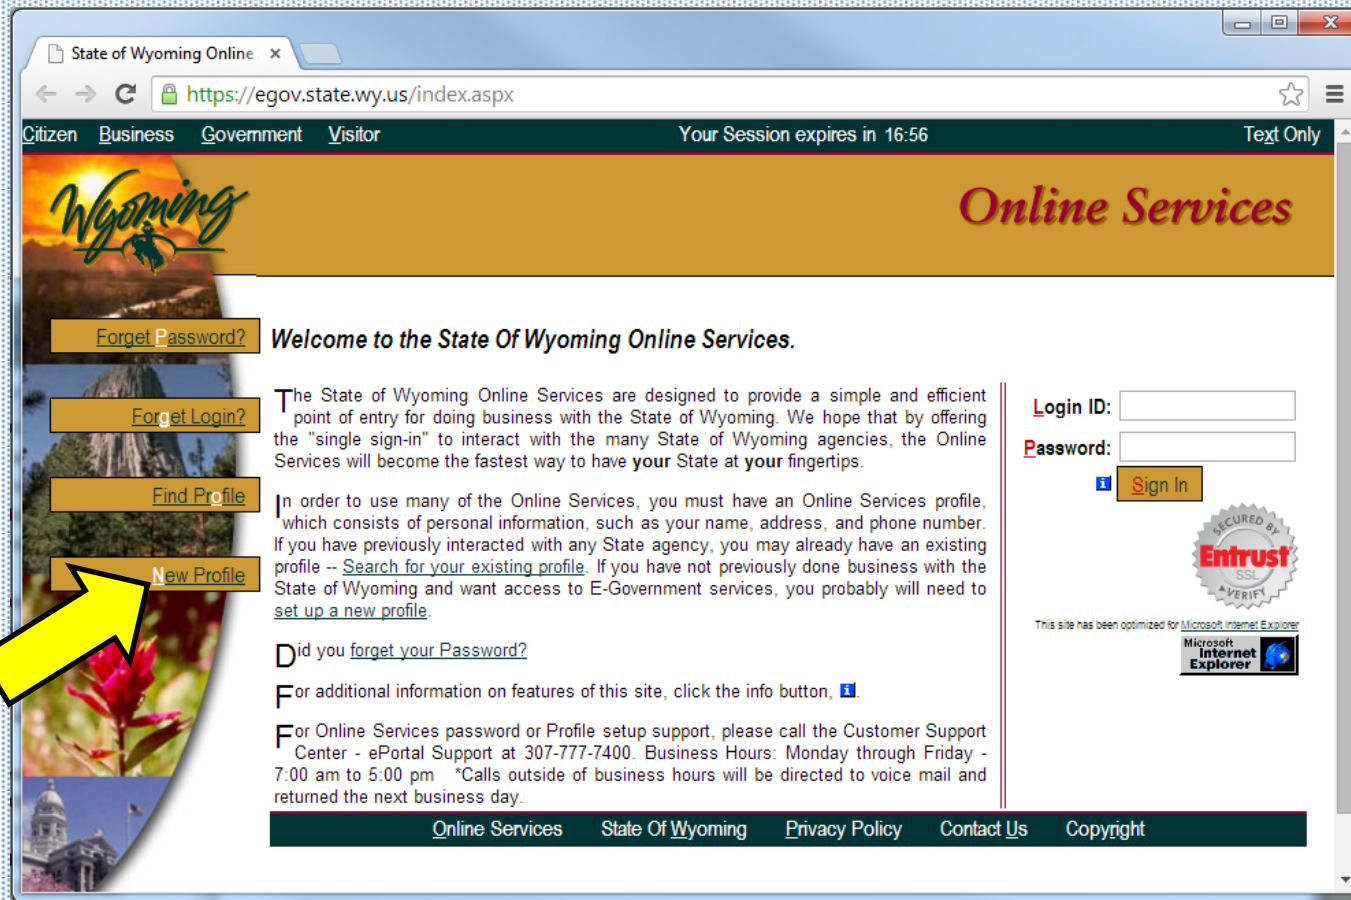 State of Wyoming Online
https://egov.state.wy.us/index.aspx
Citizen Business Government Visitor Your Session expires in 16:56 Text Only
Wyoming
Online Services
Forget Password?
Forget Login?
Find Profile
New Profile
Welcome to the State Of Wyoming Online Services.
The State of Wyoming Online Services are designed to provide a simple and efficient
point of entry for doing business with the State of Wyoming. We hope that by offering
the "single sign-in" to interact with the many State of Wyoming agencies, the Online
Services will become the fastest way to have your State at your fingertips.
In order to use many of the Online Services, you must have an Online Services profile,
which consists of personal information, such as your name, address, and phone number.
If you have previously interacted with any State agency, you may already have an existing
profile -- Search for your existing profile. If you have not previously done business with the
State of Wyoming and want access to E-Government services, you probably will need to
set up a new profile.
Did you forget your Password?
For additional information on features of this site, click the info button, i.
For Online Services password or Profile setup support, please call the Customer Support
Center - ePortal Support at 307-777-7400. Business Hours: Monday through Friday -
7:00 am to 5:00 pm *Calls outside of business hours will be directed to voice mail and
returned the next business day.
Login ID:
Password:
i Sign In
SECURED BY
Entrust
SSL
VERIFY
This site has been optimized for Microsoft Internet Explorer
Microsoft
Internet
Explorer
Online Services State Of Wyoming Privacy Policy Contact Us Copyright